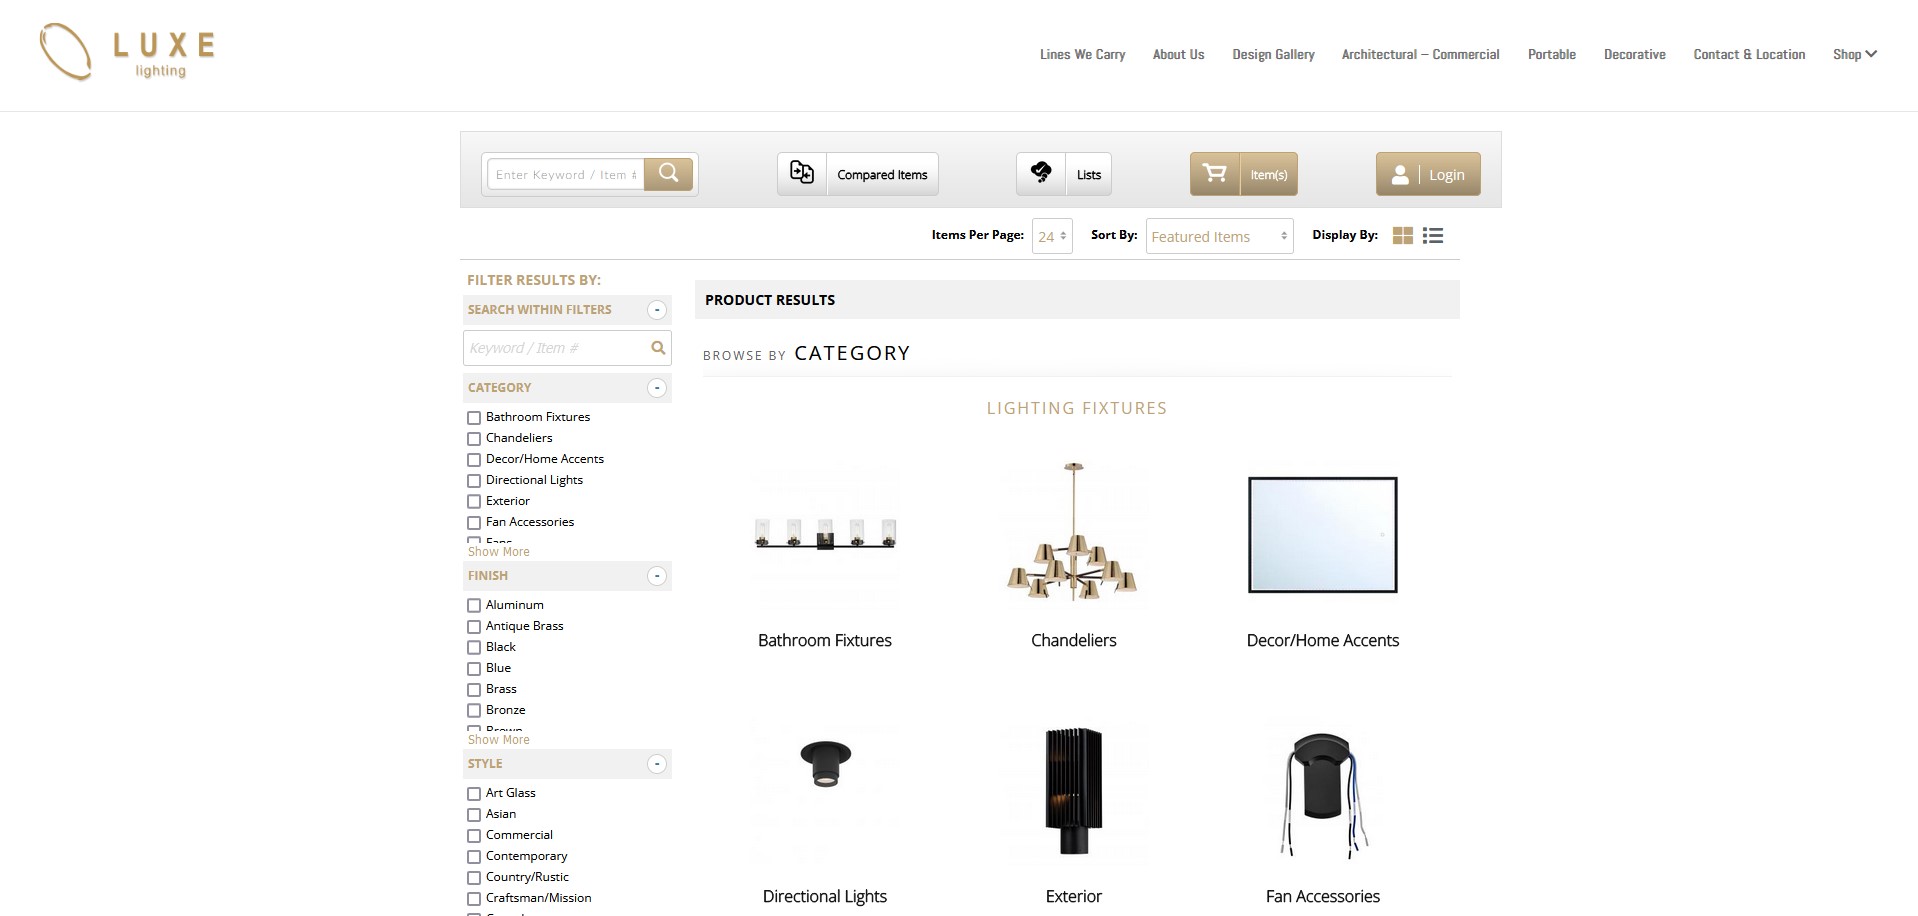 LUXE
lighting
Lines We Carry
About Us
Design Gallery
Architectural – Commercial
Portable
Decorative
Contact & Location
Shop
Enter Keyword / Item #
Compared Items
Lists
Item(s)
Login
Items Per Page:
24
Sort By:
Featured Items
Display By:
FILTER RESULTS BY:
SEARCH WITHIN FILTERS
-
Keyword / Item #
CATEGORY
-
Bathroom Fixtures
Chandeliers
Decor/Home Accents
Directional Lights
Exterior
Fan Accessories
Fans
Show More
FINISH
-
Aluminum
Antique Brass
Black
Blue
Brass
Bronze
Brown
Show More
STYLE
-
Art Glass
Asian
Commercial
Contemporary
Country/Rustic
Craftsman/Mission
PRODUCT RESULTS
BROWSE BY CATEGORY
LIGHTING FIXTURES
Bathroom Fixtures
Chandeliers
Decor/Home Accents
Directional Lights
Exterior
Fan Accessories